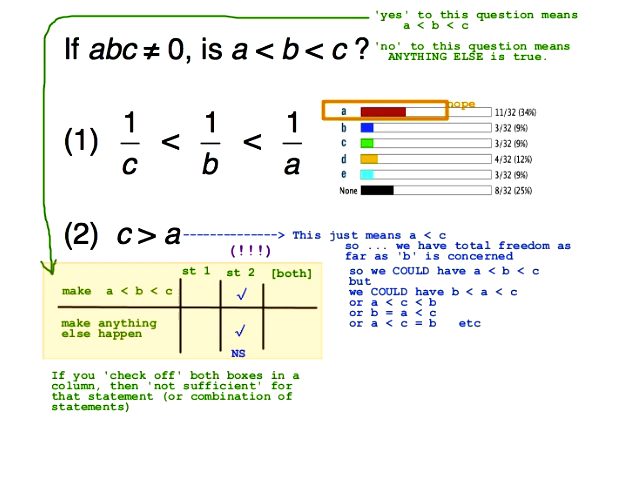 'yes' to this question means
a < b < c
If abc ≠ 0, is a < b < c ?
'no' to this question means
ANYTHING ELSE is true.
(1) 1/c < 1/b < 1/a
nope
a 11/32 (34%)
b 3/32 (9%)
c 3/32 (9%)
d 4/32 (12%)
e 3/32 (9%)
None 8/32 (25%)
(2) c > a --------------> This just means a < c
(!!!)
so ... we have total freedom as
far as 'b' is concerned
so we COULD have a < b < c
but
we COULD have b < a < c
or a < c < b
or b = a < c
or a < c = b etc
st 1 st 2 [both]
make a < b < c √
make anything
else happen √
NS
If you 'check off' both boxes in a
column, then 'not sufficient' for
that statement (or combination of
statements)